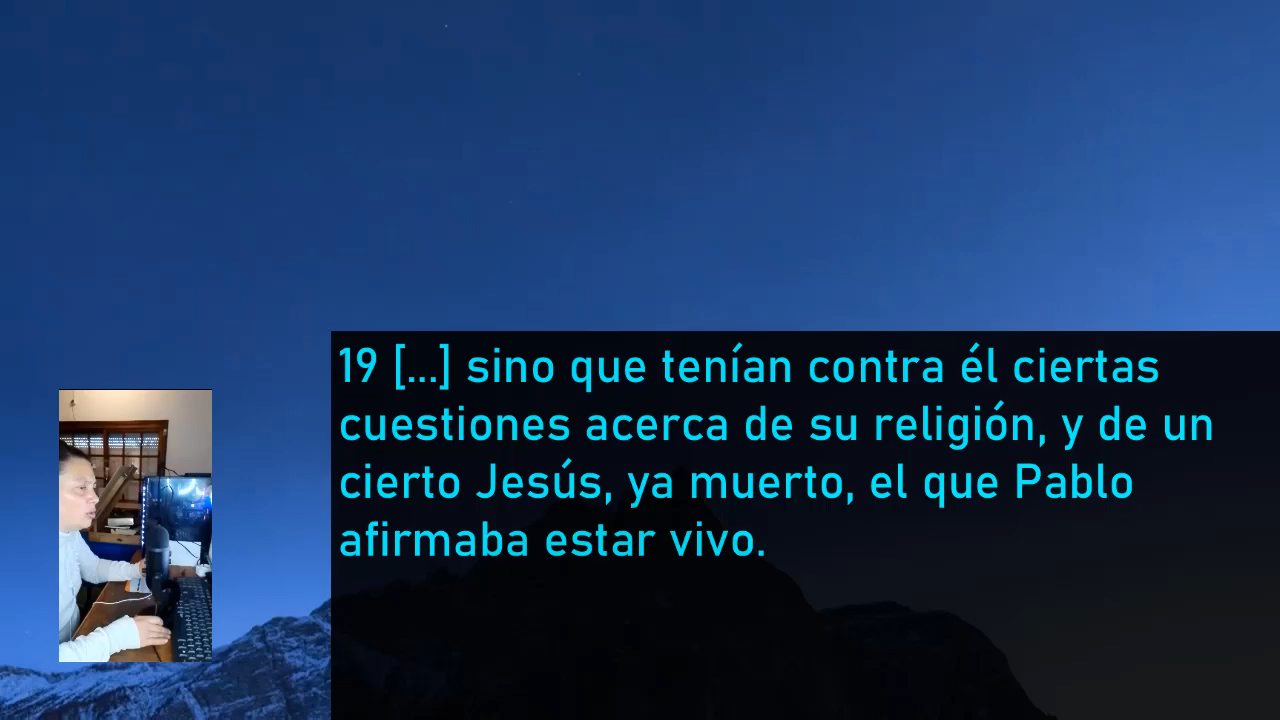 19 [...] sino que tenían contra él ciertas
cuestiones acerca de su religión, y de un
cierto Jesús, ya muerto, el que Pablo
afirmaba estar vivo.